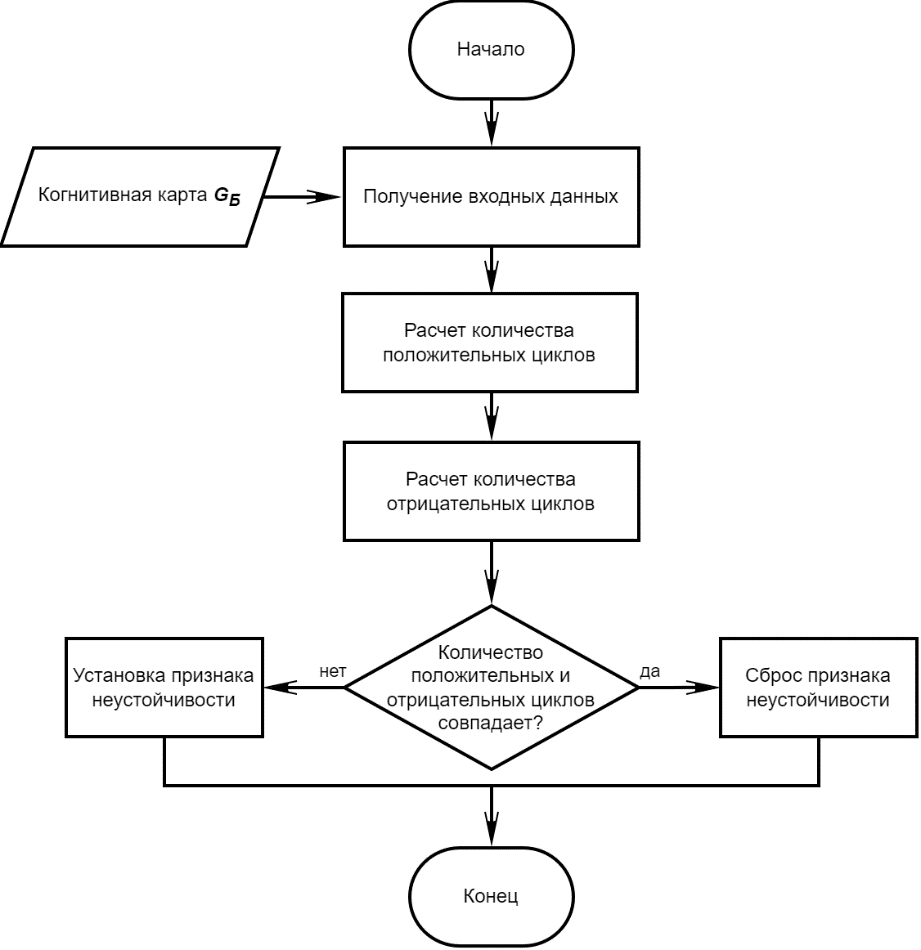 Начало
Когнитивная карта GБ
Получение входных данных
Расчет количества
положительных циклов
Расчет количества
отрицательных циклов
Количество
положительных и
отрицательных циклов
совпадает?
нет
да
Установка признака
неустойчивости
Сброс признака
неустойчивости
Конец